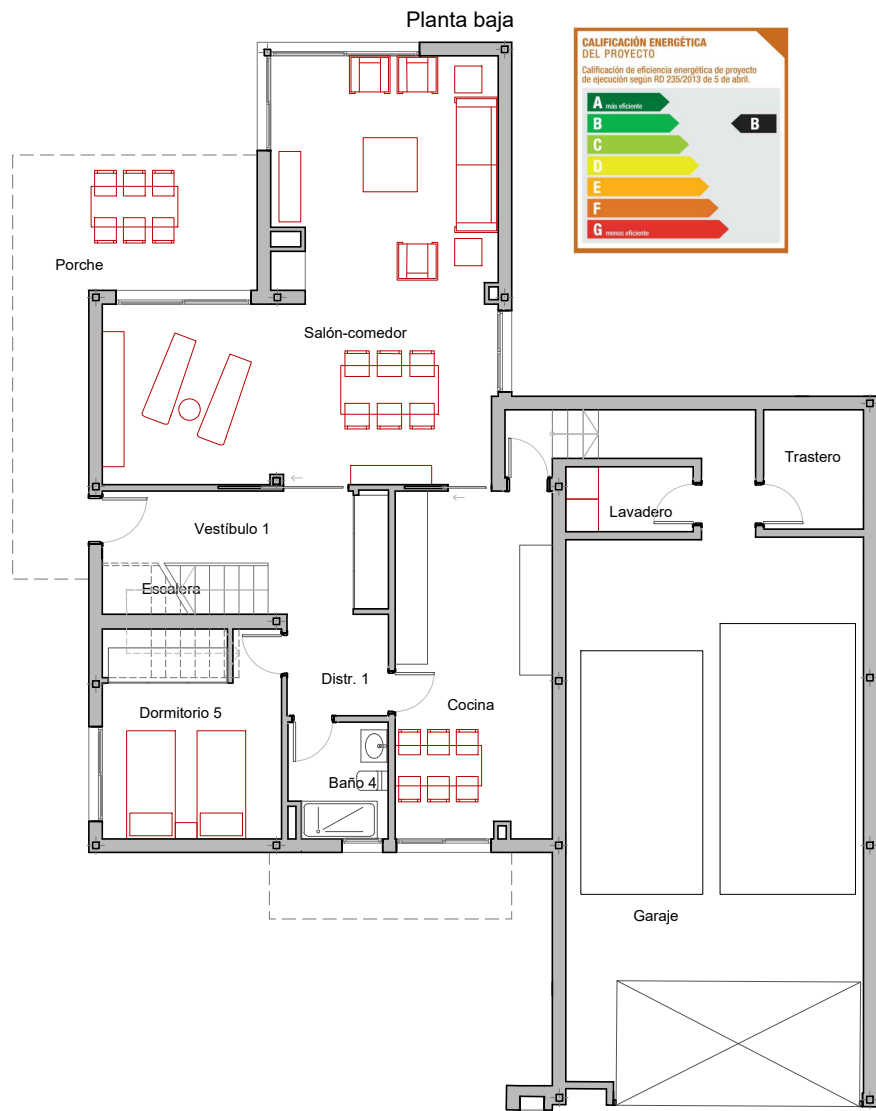 Planta baja
CALIFICACIÓN ENERGÉTICA
DEL PROYECTO
Calificación de eficiencia energética de proyecto
de ejecución según RD 235/2013 de 5 de abril.
A más eficiente
B
B
C
D
E
F
G menos eficiente
Porche
Salón-comedor
Trastero
Lavadero
Vestíbulo 1
Escalera
Distr. 1
Dormitorio 5
Cocina
Baño 4
Garaje